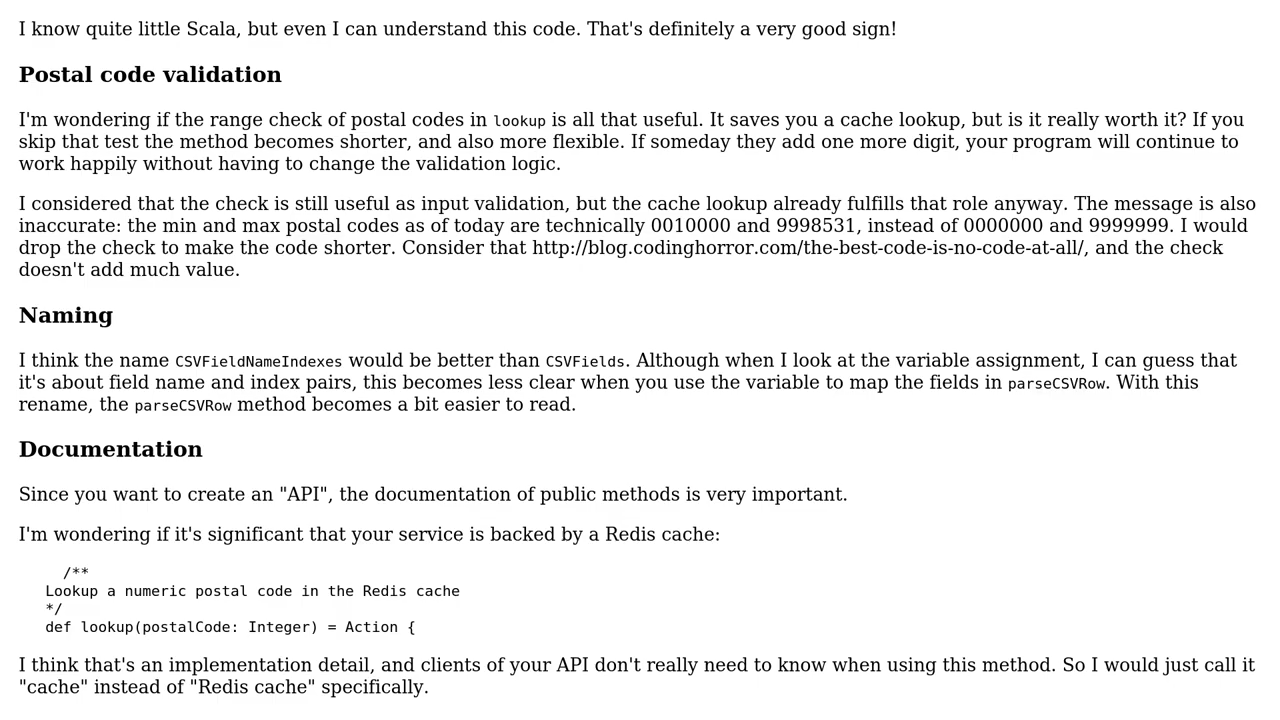 I know quite little Scala, but even I can understand this code. That's definitely a very good sign!
Postal code validation
I'm wondering if the range check of postal codes in lookup is all that useful. It saves you a cache lookup, but is it really worth it? If you
skip that test the method becomes shorter, and also more flexible. If someday they add one more digit, your program will continue to
work happily without having to change the validation logic.
I considered that the check is still useful as input validation, but the cache lookup already fulfills that role anyway. The message is also
inaccurate: the min and max postal codes as of today are technically 0010000 and 9998531, instead of 0000000 and 9999999. I would
drop the check to make the code shorter. Consider that http://blog.codinghorror.com/the-best-code-is-no-code-at-all/, and the check
doesn't add much value.
Naming
I think the name CSVFieldNameIndexes would be better than CSVFields. Although when I look at the variable assignment, I can guess that
it's about field name and index pairs, this becomes less clear when you use the variable to map the fields in parseCSVRow. With this
rename, the parseCSVRow method becomes a bit easier to read.
Documentation
Since you want to create an "API", the documentation of public methods is very important.
I'm wondering if it's significant that your service is backed by a Redis cache:
/**
Lookup a numeric postal code in the Redis cache
*/
def lookup(postalCode: Integer) = Action {
I think that's an implementation detail, and clients of your API don't really need to know when using this method. So I would just call it
"cache" instead of "Redis cache" specifically.